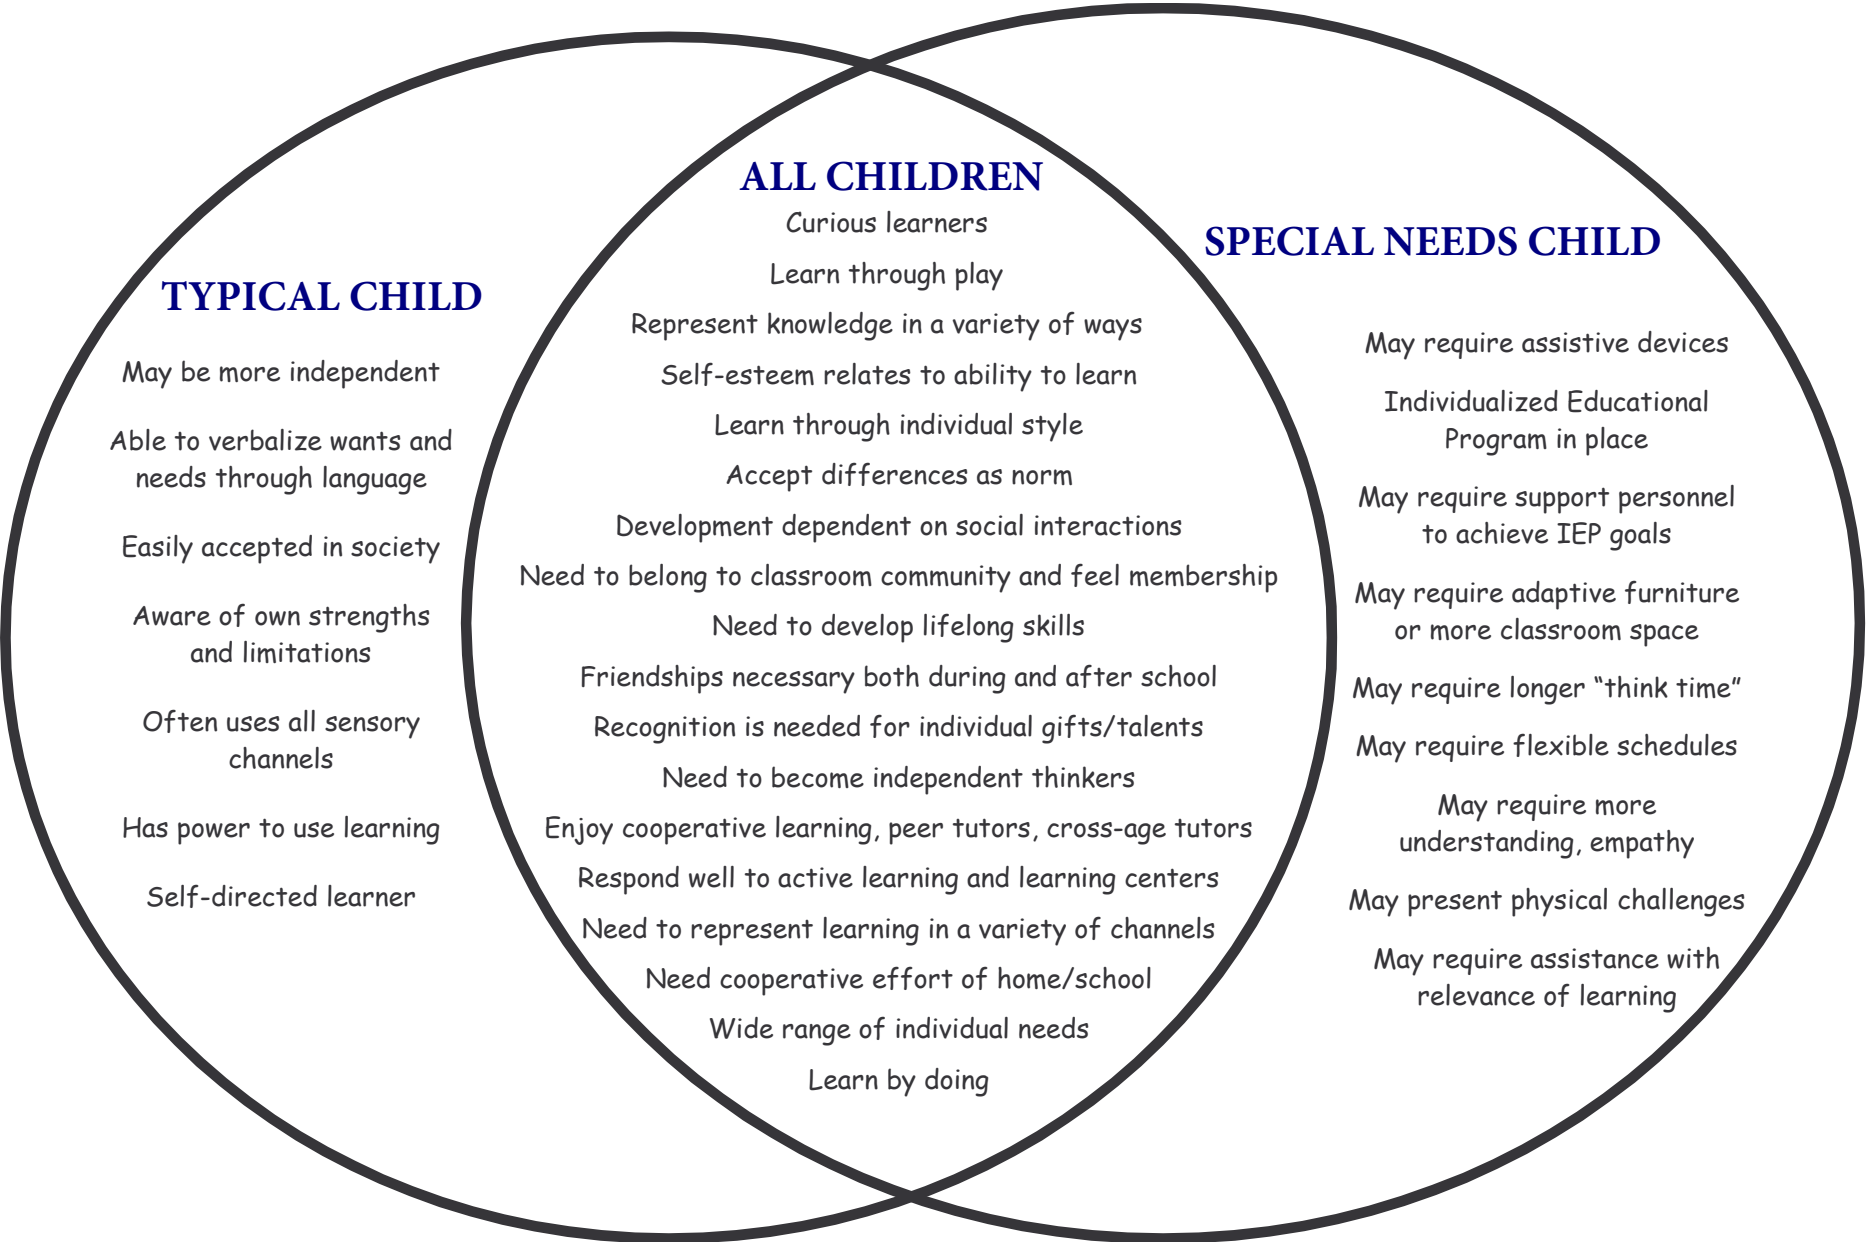 TYPICAL CHILD
May be more independent
Able to verbalize wants and
needs through language
Easily accepted in society
Aware of own strengths
and limitations
Often uses all sensory
channels
Has power to use learning
Self-directed learner
ALL CHILDREN
Curious learners
Learn through play
Represent knowledge in a variety of ways
Self-esteem relates to ability to learn
Learn through individual style
Accept differences as norm
Development dependent on social interactions
Need to belong to classroom community and feel membership
Need to develop lifelong skills
Friendships necessary both during and after school
Recognition is needed for individual gifts/talents
Need to become independent thinkers
Enjoy cooperative learning, peer tutors, cross-age tutors
Respond well to active learning and learning centers
Need to represent learning in a variety of channels
Need cooperative effort of home/school
Wide range of individual needs
Learn by doing
SPECIAL NEEDS CHILD
May require assistive devices
Individualized Educational
Program in place
May require support personnel
to achieve IEP goals
May require adaptive furniture
or more classroom space
May require longer “think time”
May require flexible schedules
May require more
understanding, empathy
May present physical challenges
May require assistance with
relevance of learning